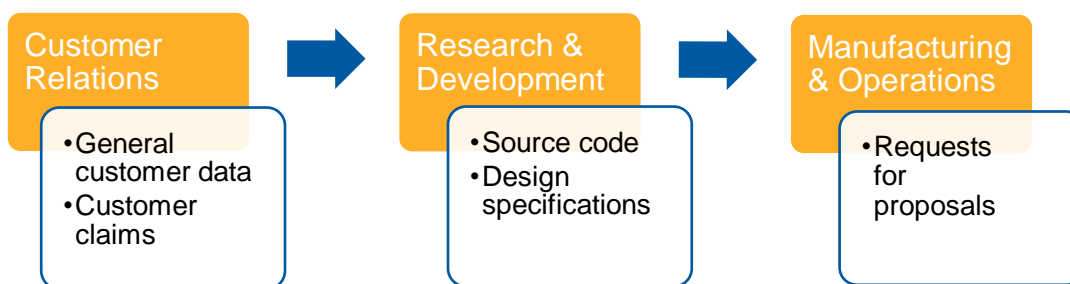 Customer
Relations
•General
customer data
•Customer
claims
Research &
Development
•Source code
•Design
specifications
Manufacturing
& Operations
•Requests
for
proposals